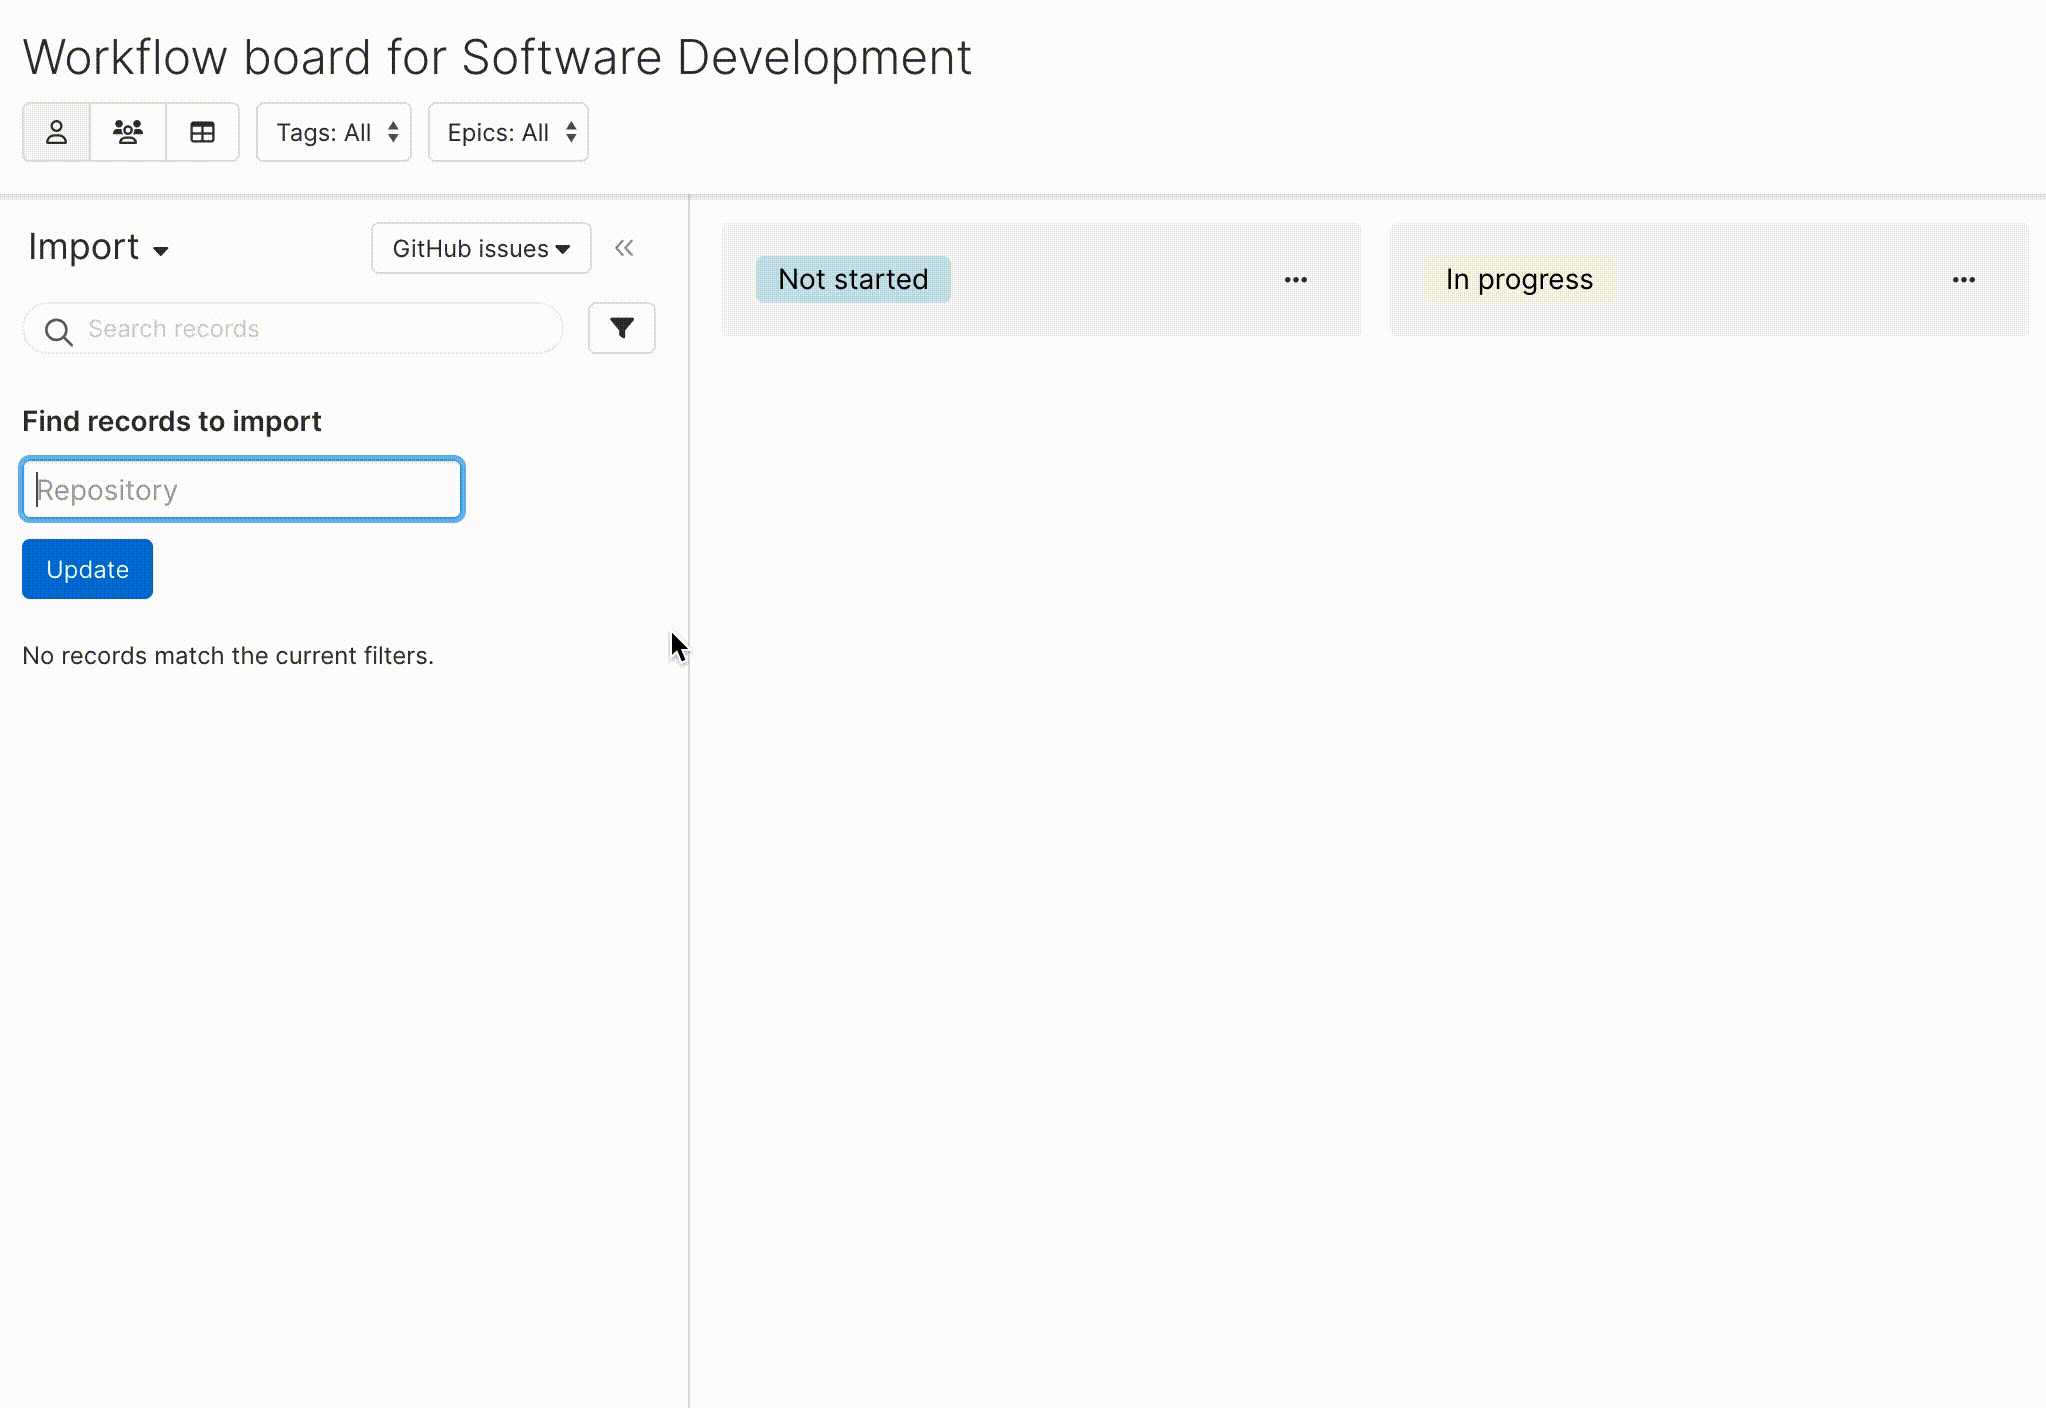 Workflow board for Software Development
Tags: All
Epics: All
Import
GitHub issues
Search records
Find records to import
Repository
Update
No records match the current filters.
Not started
In progress